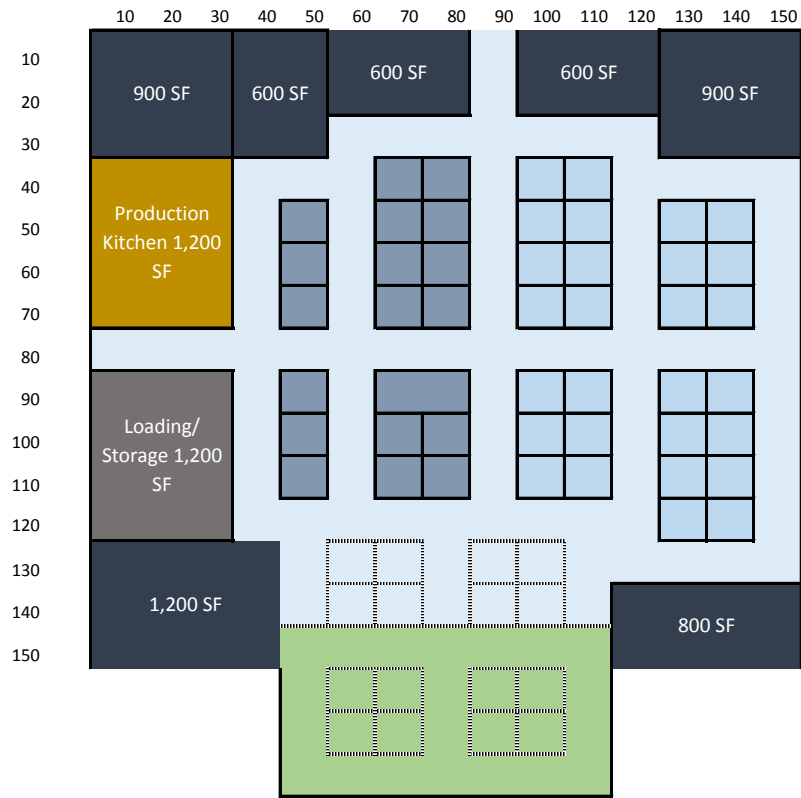 10 20 30 40 50 60 70 80 90 100 110 120 130 140 150
10
20
30
40
50
60
70
80
90
100
110
120
130
140
150
900 SF
600 SF
600 SF
600 SF
900 SF
Production
Kitchen 1,200
SF
Loading/
Storage 1,200
SF
1,200 SF
800 SF